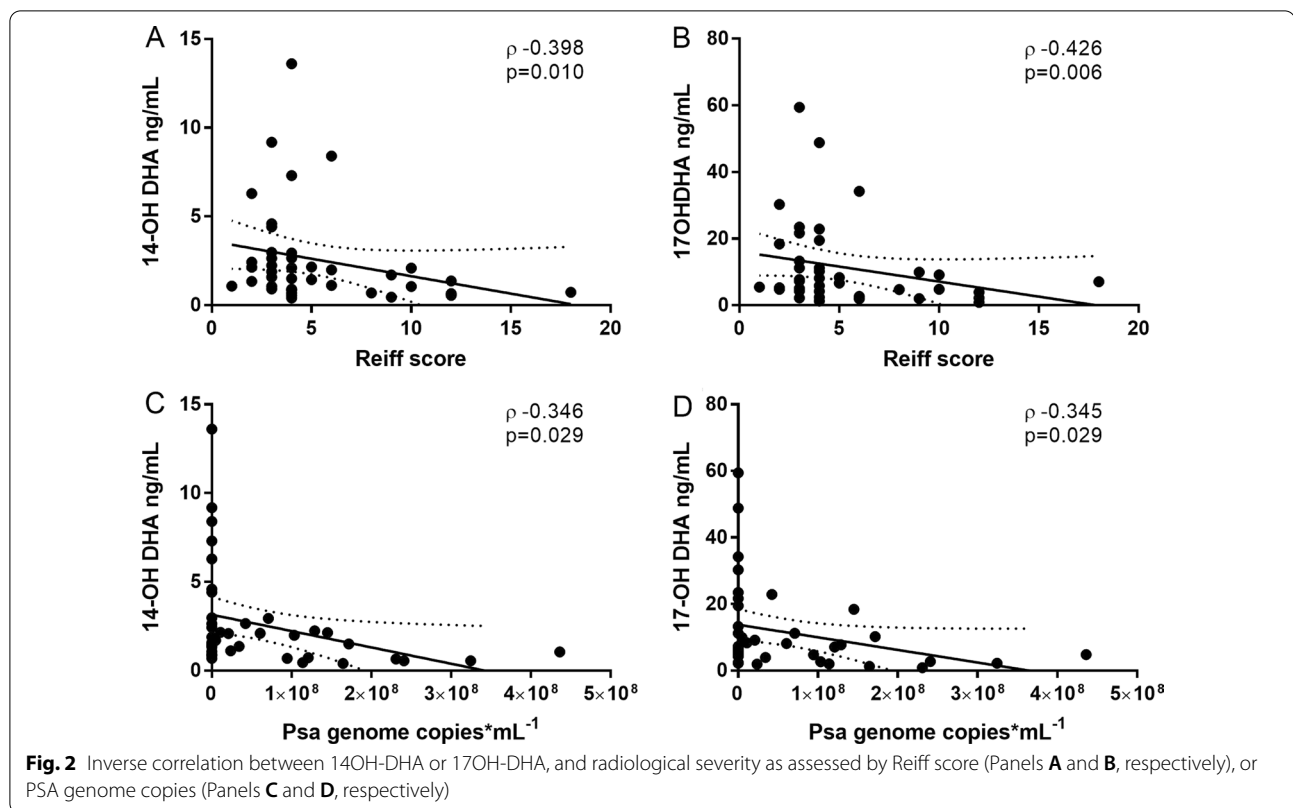 A
15
10
5
0
14-OH DHA ng/mL
ρ -0.398
p=0.010
0 5 10 15 20
Reiff score
B
80
60
40
20
0
17OHDHA ng/mL
ρ -0.426
p=0.006
0 5 10 15 20
Reiff score
C
15
10
5
0
14-OH DHA ng/mL
ρ -0.346
p=0.029
0 1×10⁸ 2×10⁸ 3×10⁸ 4×10⁸ 5×10⁸
Psa genome copies*mL⁻¹
D
80
60
40
20
0
17-OH DHA ng/mL
ρ -0.345
p=0.029
0 1×10⁸ 2×10⁸ 3×10⁸ 4×10⁸ 5×10⁸
Psa genome copies*mL⁻¹
Fig. 2 Inverse correlation between 14OH-DHA or 17OH-DHA, and radiological severity as assessed by Reiff score (Panels A and B, respectively), or
PSA genome copies (Panels C and D, respectively)